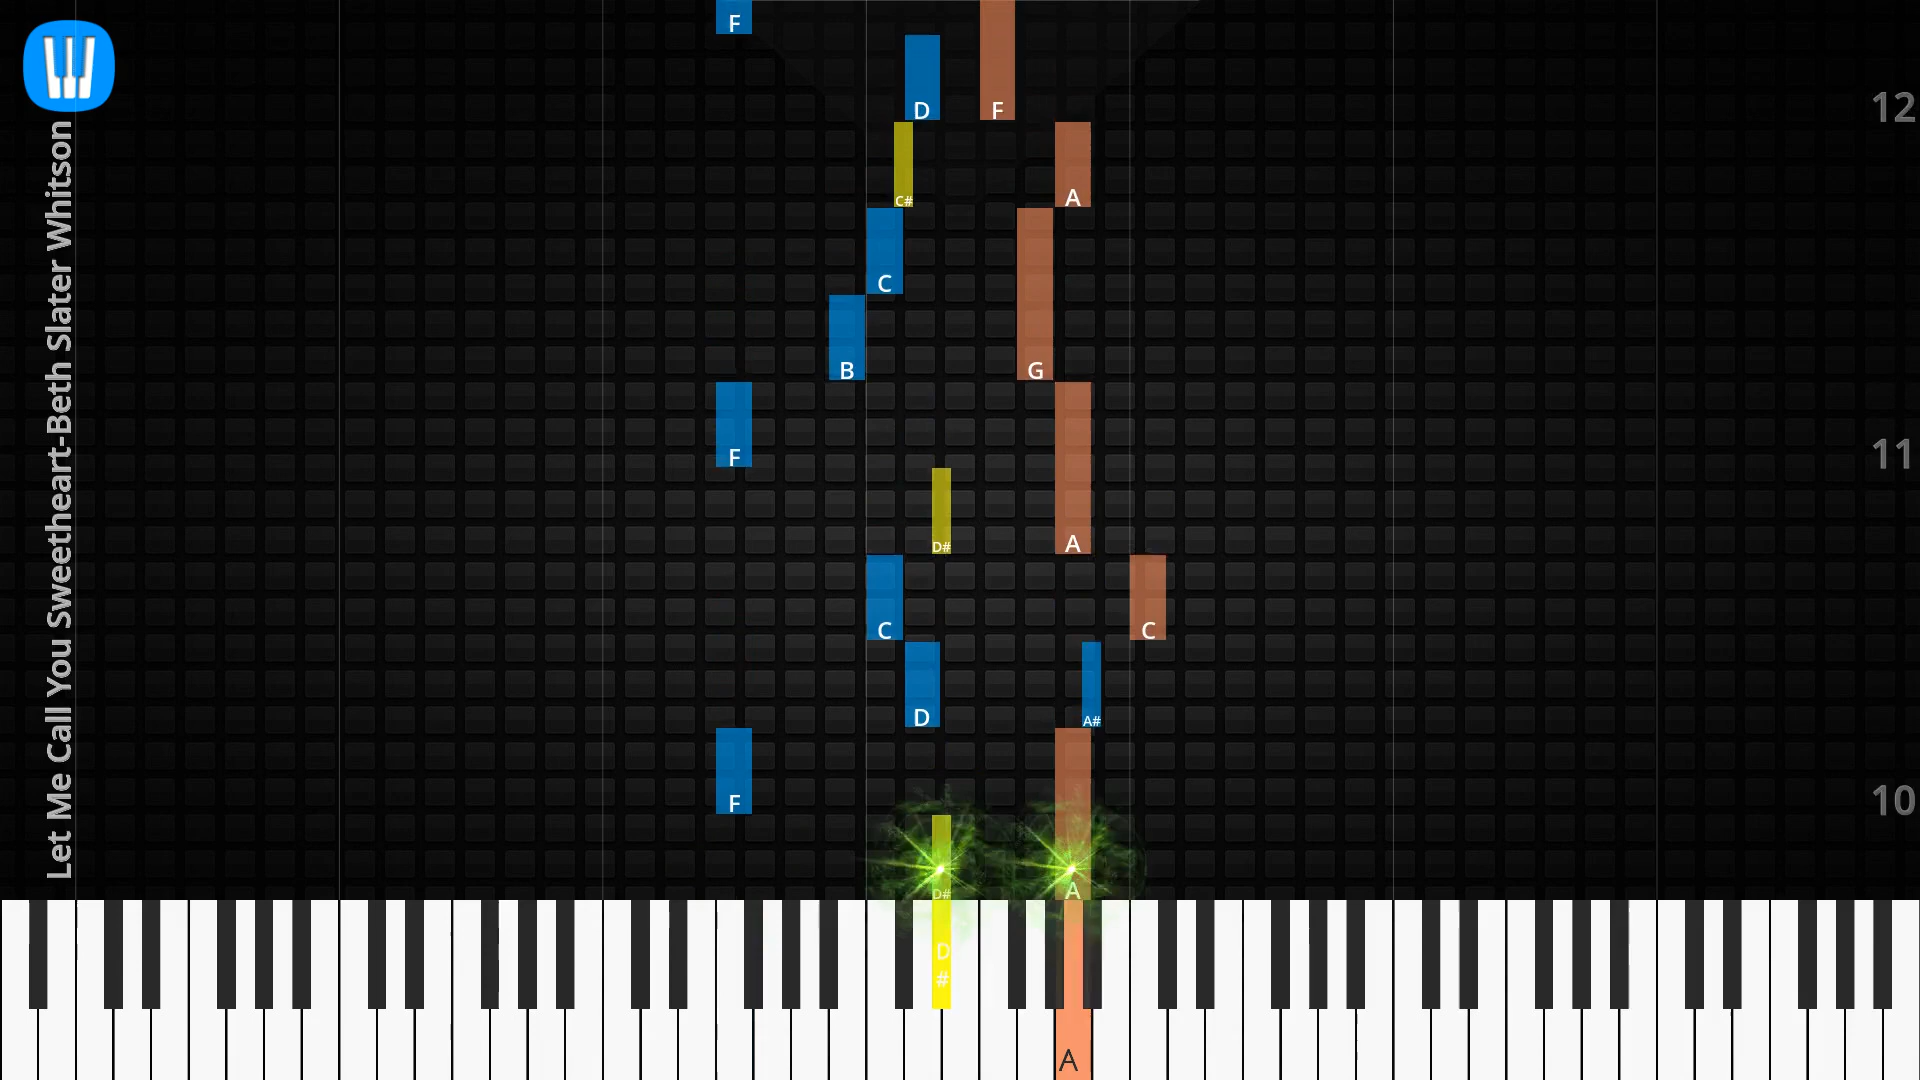 Let Me Call You Sweetheart-Beth Slater Whitson
F
D
F
12
C#
A
C
B
G
F
11
D#
A
C
C
D
A#
F
10
D#
A
D
#
A